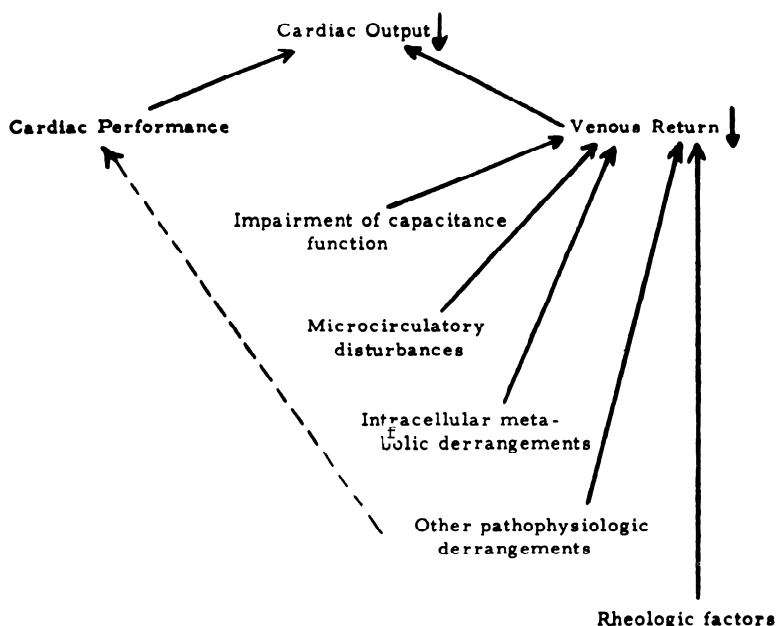 Cardiac Output
Cardiac Performance
Venous Return
Impairment of capacitance
function
Microcirculatory
disturbances
Intracellular meta-
bolic derrangements
Other pathophysiologic
derrangements
Rheologic factors